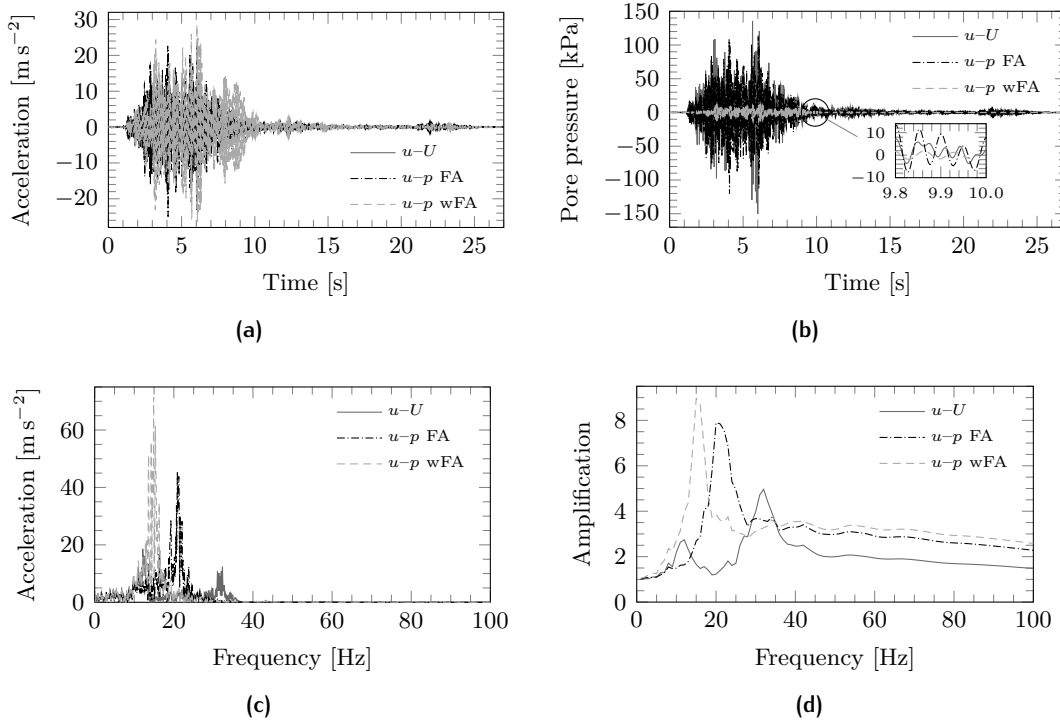 30
20
10
0
−10
−20
0 5 10 15 20 25
Acceleration [m s⁻²]
Time [s]
u–U
u–p FA
u–p wFA
(a)
150
100
50
0
−50
−100
−150
0 5 10 15 20 25
Pore pressure [kPa]
Time [s]
u–U
u–p FA
u–p wFA
10
0
−10
9.8 9.9 10.0
(b)
60
40
20
0
0 20 40 60 80 100
Acceleration [m s⁻²]
Frequency [Hz]
u–U
u–p FA
u–p wFA
(c)
8
6
4
2
0
0 20 40 60 80 100
Amplification
Frequency [Hz]
u–U
u–p FA
u–p wFA
(d)